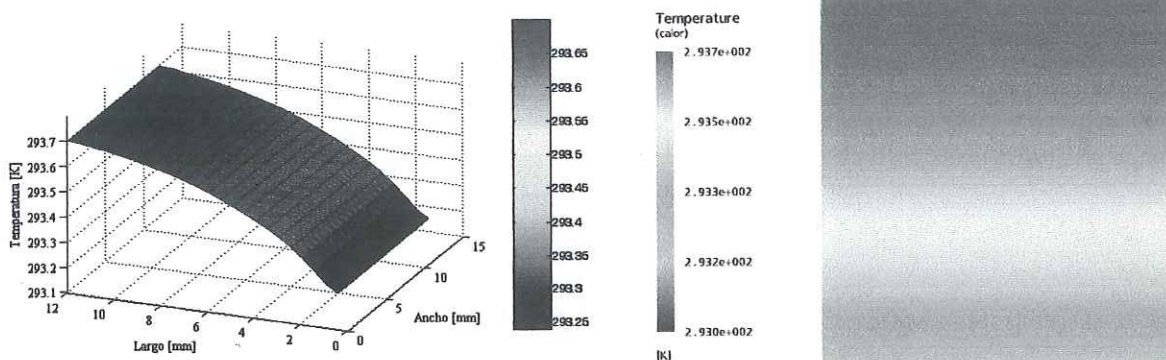 Temperatura [K]
293.7
293.6
293.5
293.4
293.3
293.2
293.1
12
10
8
6
4
2
0
Largo [mm]
0
5
10
15
Ancho [mm]
293.65
293.6
293.55
293.5
293.45
293.4
293.35
293.3
293.25
Temperature
(calor)
2.937e+002
2.935e+002
2.933e+002
2.932e+002
2.930e+002
[K]